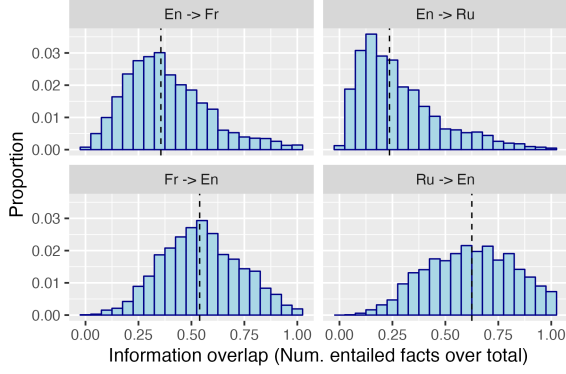 En -> Fr
En -> Ru
0.03
0.02
0.01
0.00
Fr -> En
Ru -> En
0.03
0.02
0.01
0.00
0.00 0.25 0.50 0.75 1.00 0.00 0.25 0.50 0.75 1.00
Proportion
Information overlap (Num. entailed facts over total)